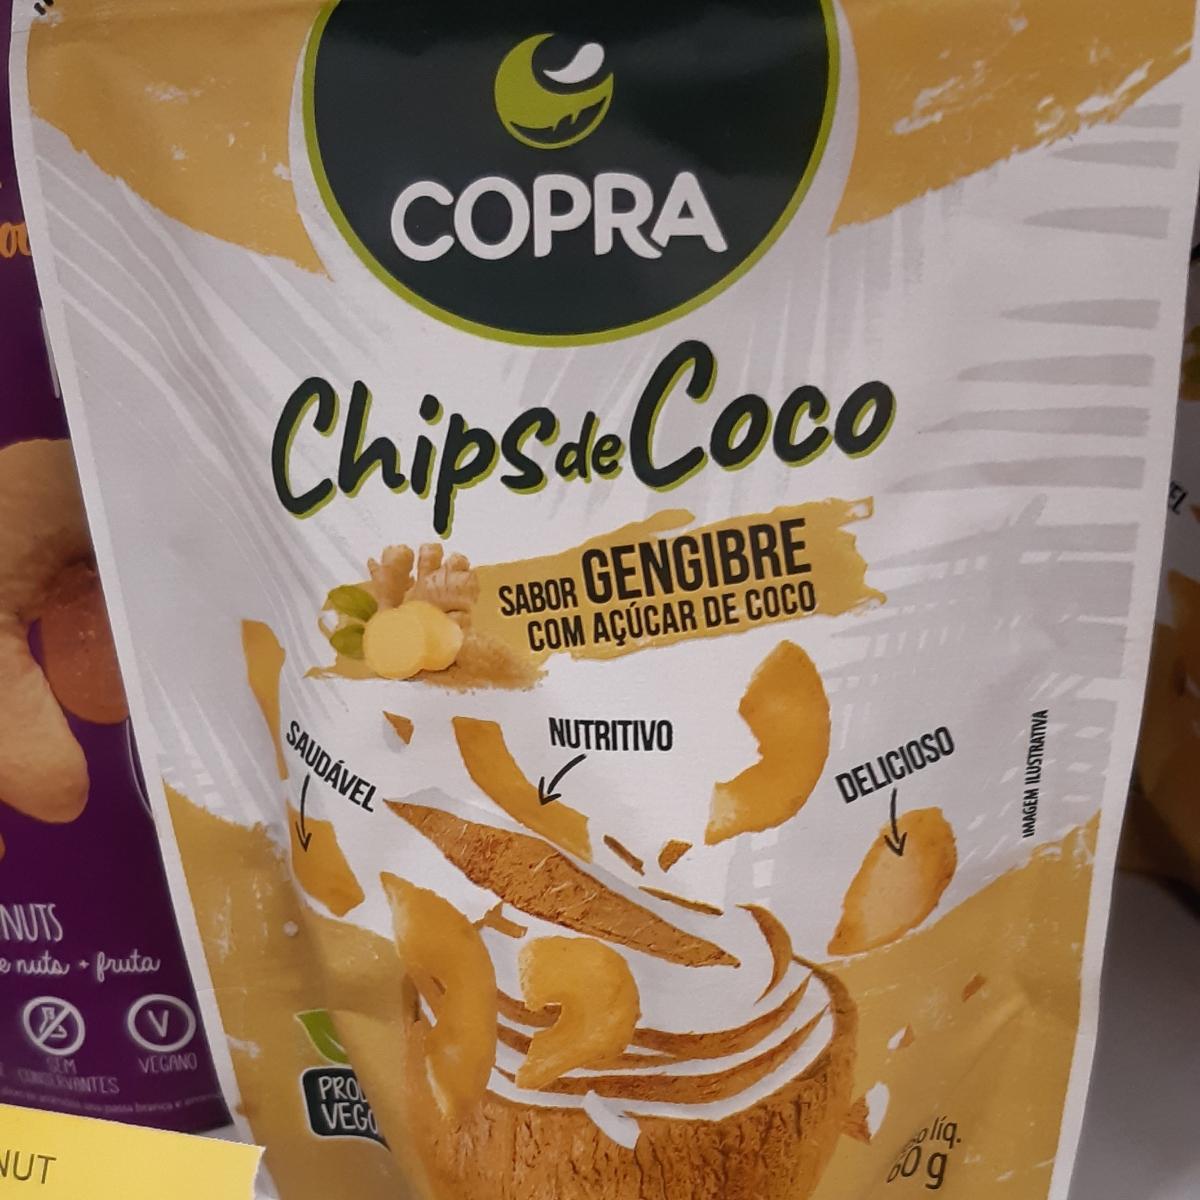 COPRA
Chips de Coco
SABOR GENGIBRE
COM AÇÚCAR DE COCO
SAUDÁVEL
NUTRITIVO
DELICIOSO
IMAGEM ILUSTRATIVA
NUTS
e nuts + fruta
SEM
CONSERVANTES
VEGANO
líq.
g
NUT